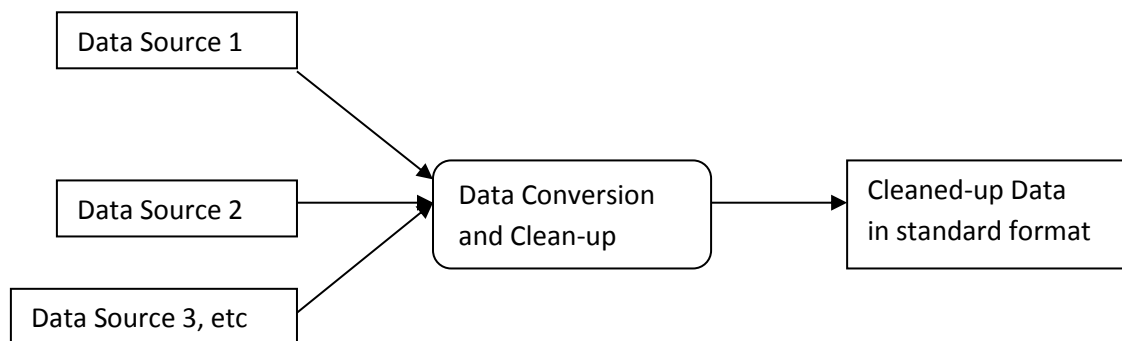 Data Source 1
Data Source 2
Data Source 3, etc
Data Conversion
and Clean-up
Cleaned-up Data
in standard format